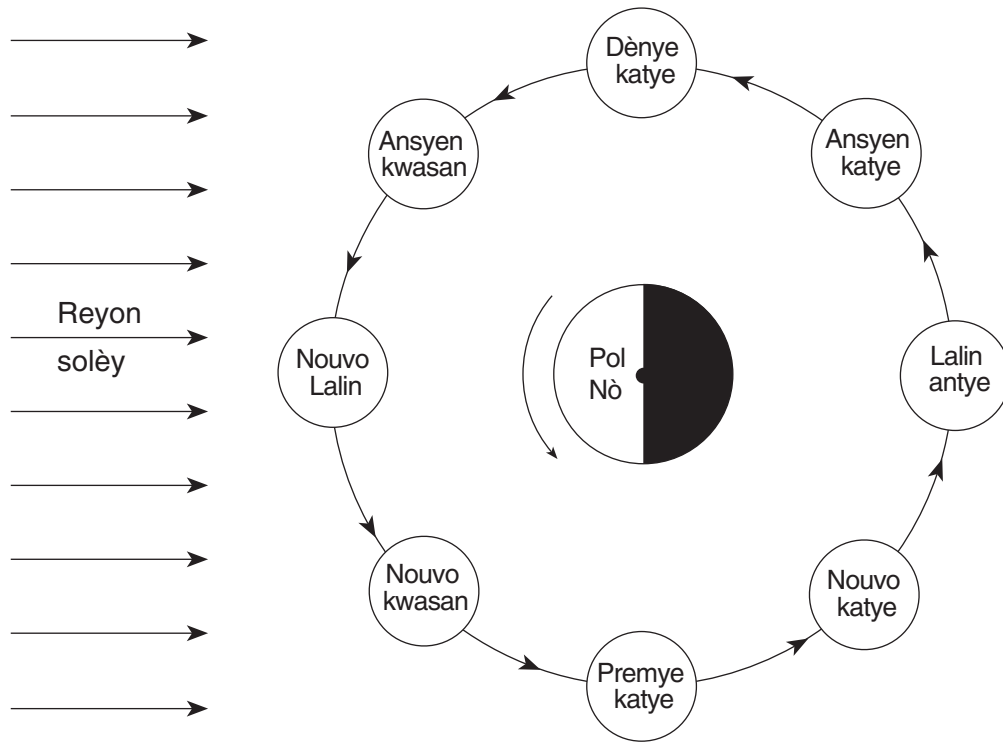 Dènye
katye
Ansyen
kwasan
Ansyen
katye
Reyon
solèy
Nouvo
Lalin
Pol
Nò
Lalin
antye
Nouvo
kwasan
Nouvo
katye
Premye
katye